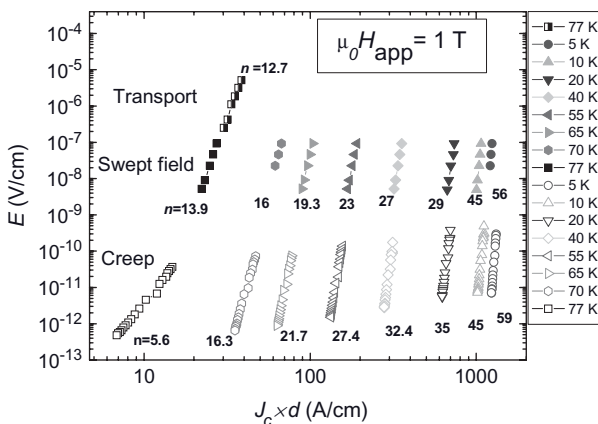 μ₀H_app = 1 T
Transport
n =12.7
Swept field
n=13.9
16
19.3
23
27
29
45
56
Creep
n=5.6
16.3
21.7
27.4
32.4
35
45
59
10⁻⁴
10⁻⁵
10⁻⁶
10⁻⁷
10⁻⁸
10⁻⁹
10⁻¹⁰
10⁻¹¹
10⁻¹²
10⁻¹³
E (V/cm)
10
100
1000
J_c × d (A/cm)
77 K
5 K
10 K
20 K
40 K
55 K
65 K
70 K
77 K
5 K
10 K
20 K
40 K
55 K
65 K
70 K
77 K